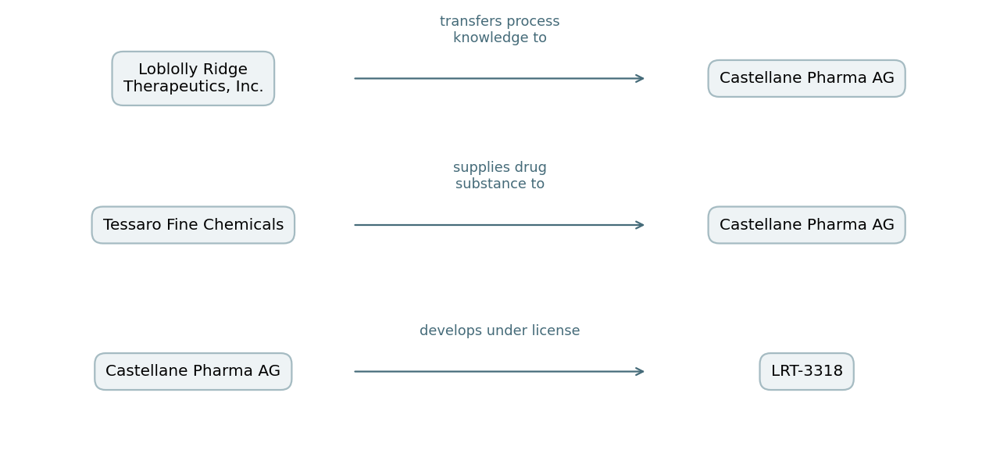 transfers process
knowledge to
Loblolly Ridge
Therapeutics, Inc.
Castellane Pharma AG
supplies drug
substance to
Tessaro Fine Chemicals
Castellane Pharma AG
develops under license
Castellane Pharma AG
LRT-3318